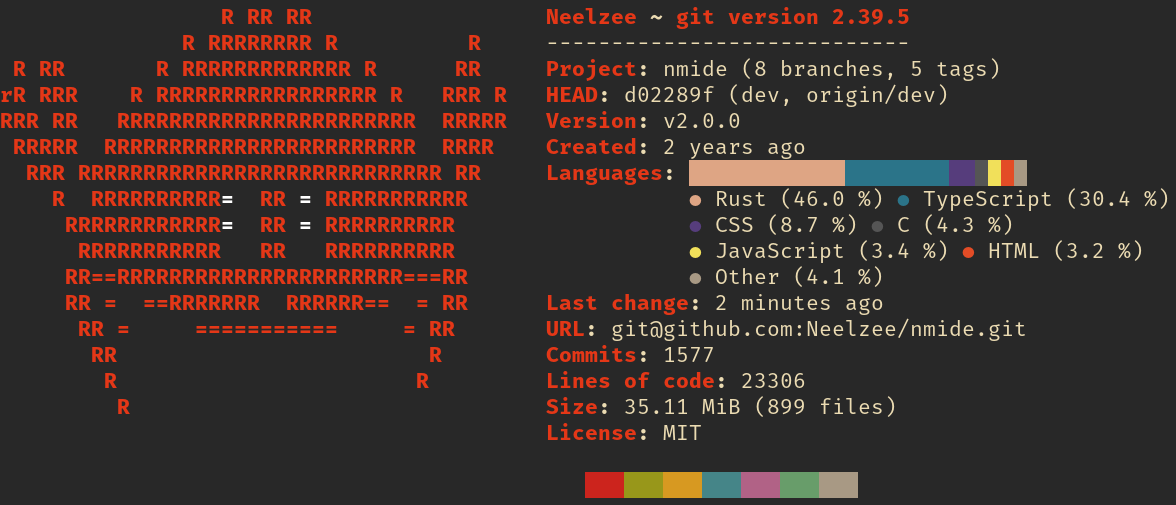 R RR RR
R RRRRRRRR R R
R RR R RRRRRRRRRRRRR R RR
rR RRR R RRRRRRRRRRRRRRRRR R RRR R
RRR RR RRRRRRRRRRRRRRRRRRRRRRR RRRRR
RRRRR RRRRRRRRRRRRRRRRRRRRRRRR RRRR
RRR RRRRRRRRRRRRRRRRRRRRRRRRRRRR RR
R RRRRRRRRRR= RR = RRRRRRRRRRR
RRRRRRRRRRRR= RR = RRRRRRRRRR
RRRRRRRRRRR RR RRRRRRRRRR
RR==RRRRRRRRRRRRRRRRRRRRRR===RR
RR = ==RRRRRRR RRRRRR== = RR
RR = =========== = RR
RR R
R R
R
Neelzee ~ git version 2.39.5
----------------------------
Project: nmide (8 branches, 5 tags)
HEAD: d02289f (dev, origin/dev)
Version: v2.0.0
Created: 2 years ago
Languages:
● Rust (46.0 %) ● TypeScript (30.4 %)
● CSS (8.7 %) ● C (4.3 %)
● JavaScript (3.4 %) ● HTML (3.2 %)
● Other (4.1 %)
Last change: 2 minutes ago
URL: git@github.com:Neelzee/nmide.git
Commits: 1577
Lines of code: 23306
Size: 35.11 MiB (899 files)
License: MIT